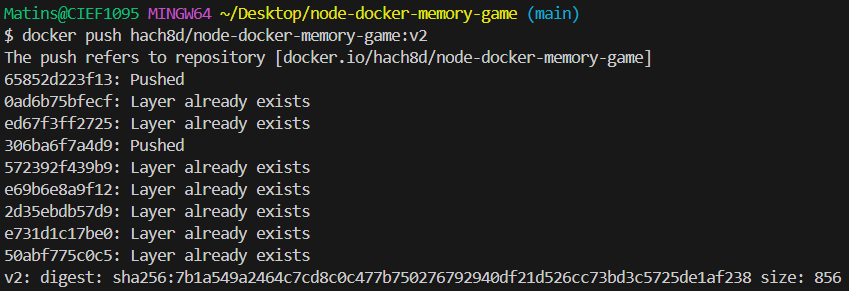 Matins@CIEF1095 MINGW64 ~/Desktop/node-docker-memory-game (main)
$ docker push hach8d/node-docker-memory-game:v2
The push refers to repository [docker.io/hach8d/node-docker-memory-game]
65852d223f13: Pushed
0ad6b75bfecf: Layer already exists
ed67f3ff2725: Layer already exists
306ba6f7a4d9: Pushed
572392f439b9: Layer already exists
e69b6e8a9f12: Layer already exists
2d35ebdb57d9: Layer already exists
e731d1c17be0: Layer already exists
50abf775c0c5: Layer already exists
v2: digest: sha256:7b1a549a2464c7cd8c0c477b750276792940df21d526cc73bd3c5725de1af238 size: 856